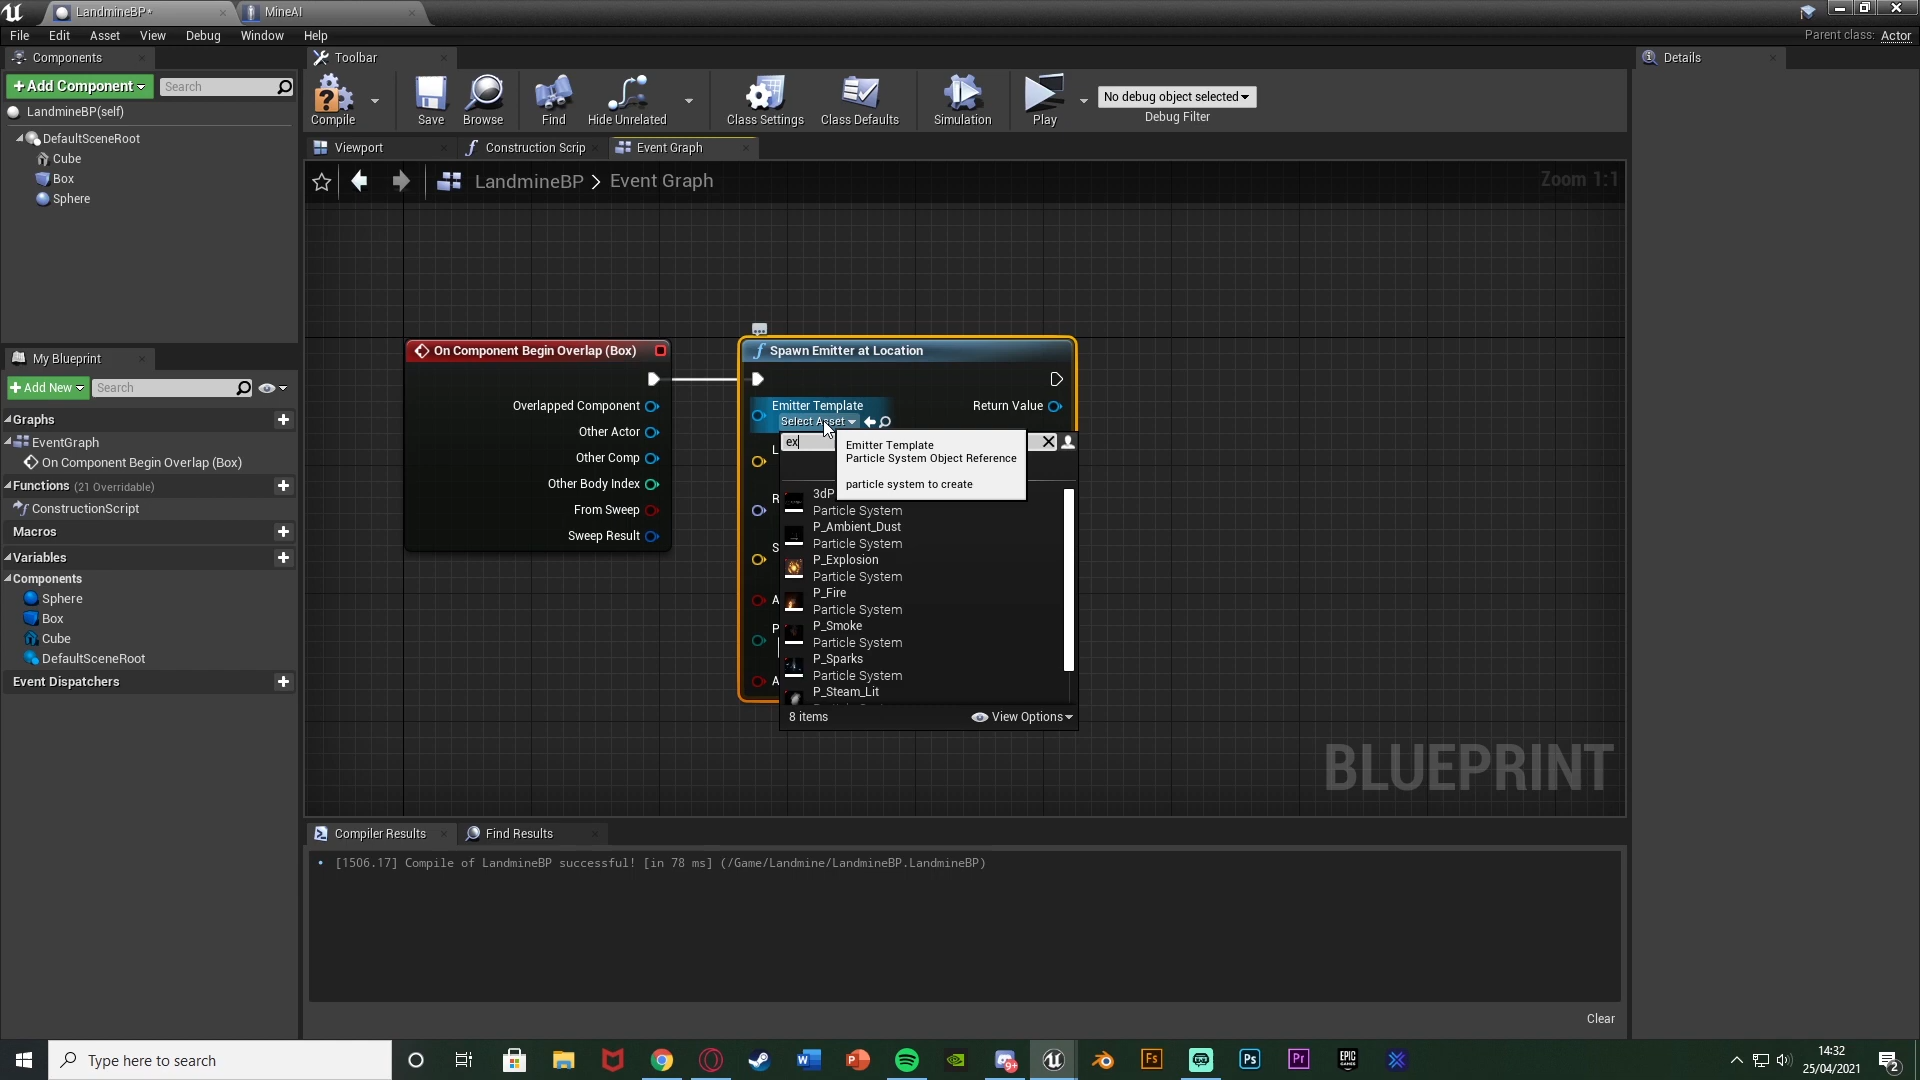 LandmineBP*
MineAI
File Edit Asset View Debug Window Help
Parent class: Actor
Components
Toolbar
Details
Add Component
Search
LandmineBP(self)
DefaultSceneRoot
Cube
Box
Sphere
Compile
Save
Browse
Find
Hide Unrelated
Class Settings
Class Defaults
Simulation
Play
No debug object selected
Debug Filter
Viewport
Construction Scrip
Event Graph
LandmineBP > Event Graph
Zoom 1:1
My Blueprint
Add New
Search
Graphs
EventGraph
On Component Begin Overlap (Box)
Functions (21 Overridable)
ConstructionScript
Macros
Variables
Components
Sphere
Box
Cube
DefaultSceneRoot
Event Dispatchers
On Component Begin Overlap (Box)
Overlapped Component
Other Actor
Other Comp
Other Body Index
From Sweep
Sweep Result
Spawn Emitter at Location
Emitter Template
Select Asset
Return Value
ex
Emitter Template
Particle System Object Reference
particle system to create
L
R
S
A
P
A
3dP
Particle System
P_Ambient_Dust
Particle System
P_Explosion
Particle System
P_Fire
Particle System
P_Smoke
Particle System
P_Sparks
Particle System
P_Steam_Lit
8 items
View Options
BLUEPRINT
Compiler Results
Find Results
[1506.17] Compile of LandmineBP successful! [in 78 ms] (/Game/Landmine/LandmineBP.LandmineBP)
Clear
Type here to search
14:32
25/04/2021